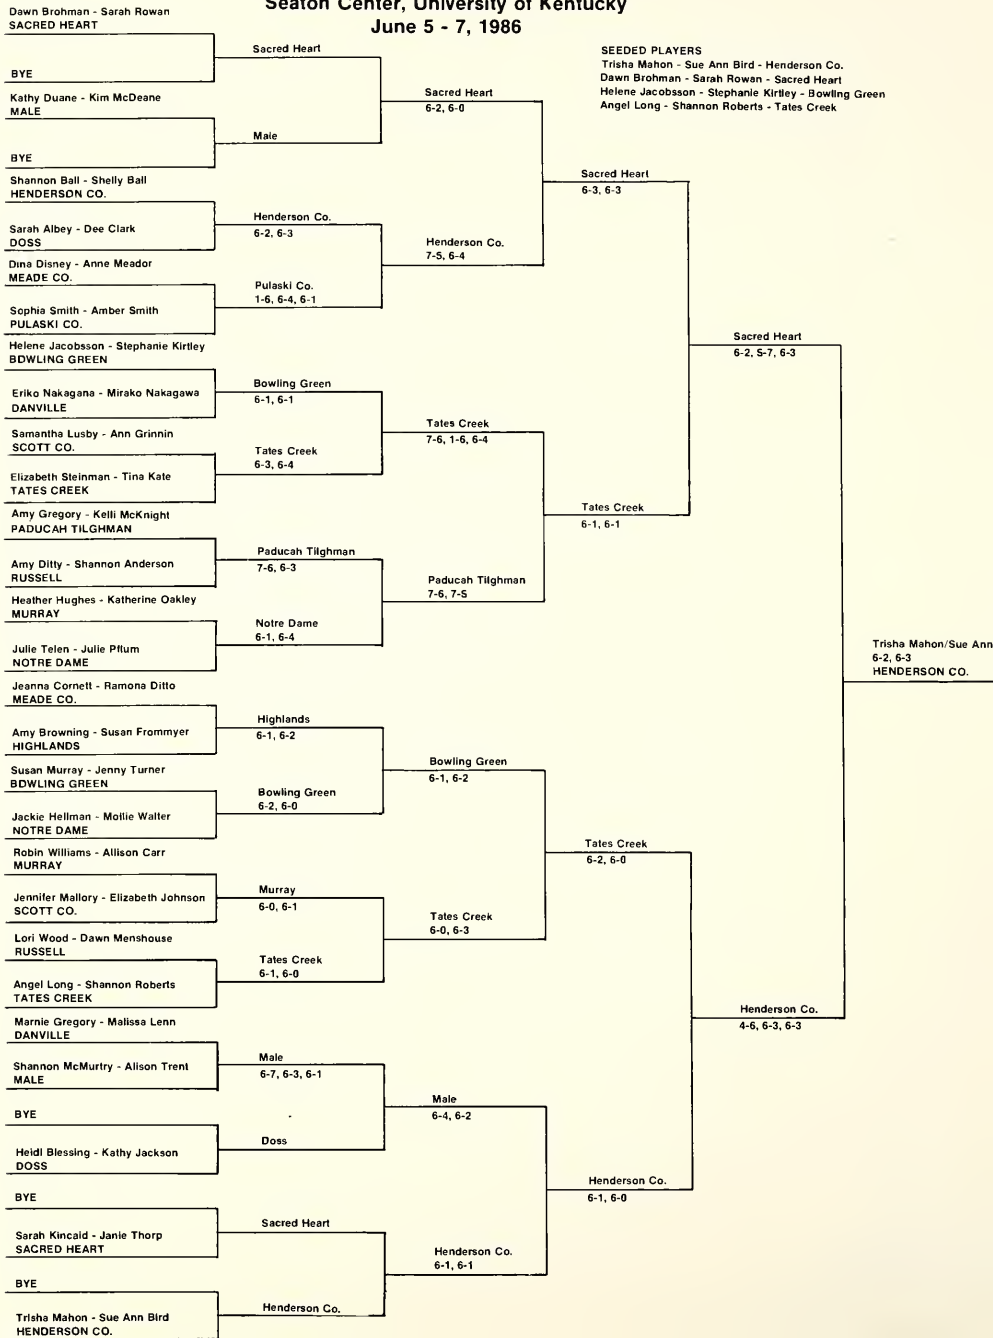 Seaton Center, University of Kentucky
June 5 - 7, 1986
SEEDED PLAYERS
Trisha Mahon - Sue Ann Bird - Henderson Co.
Dawn Brohman - Sarah Rowan - Sacred Heart
Helene Jacobsson - Stephanie Kirtley - Bowling Green
Angel Long - Shannon Roberts - Tates Creek
Dawn Brohman - Sarah Rowan
SACRED HEART
BYE
Kathy Duane - Kim McDeane
MALE
BYE
Shannon Ball - Shelly Ball
HENDERSON CO.
Sarah Albey - Dee Clark
DOSS
Dina Disney - Anne Meador
MEADE CO.
Sophia Smith - Amber Smith
PULASKI CO.
Helene Jacobsson - Stephanie Kirtley
BOWLING GREEN
Eriko Nakagana - Mirako Nakagawa
DANVILLE
Samantha Lusby - Ann Grinnin
SCOTT CO.
Elizabeth Steinman - Tina Kate
TATES CREEK
Amy Gregory - Kelli McKnight
PADUCAH TILGHMAN
Amy Ditty - Shannon Anderson
RUSSELL
Heather Hughes - Katherine Oakley
MURRAY
Julie Telen - Julie Pflum
NOTRE DAME
Jeanna Cornett - Ramona Ditto
MEADE CO.
Amy Browning - Susan Frommyer
HIGHLANDS
Susan Murray - Jenny Turner
BOWLING GREEN
Jackie Hellman - Mollie Walter
NOTRE DAME
Robin Williams - Allison Carr
MURRAY
Jennifer Mallory - Elizabeth Johnson
SCOTT CO.
Lori Wood - Dawn Menshouse
RUSSELL
Angel Long - Shannon Roberts
TATES CREEK
Marnie Gregory - Malissa Lenn
DANVILLE
Shannon McMurtry - Alison Trent
MALE
BYE
Heidi Blessing - Kathy Jackson
DOSS
BYE
Sarah Kincaid - Janie Thorp
SACRED HEART
BYE
Trisha Mahon - Sue Ann Bird
HENDERSON CO.
Sacred Heart
Male
Henderson Co.
6-2, 6-3
Pulaski Co.
1-6, 6-4, 6-1
Bowling Green
6-1, 6-1
Tates Creek
6-3, 6-4
Paducah Tilghman
7-6, 6-3
Notre Dame
6-1, 6-4
Highlands
6-1, 6-2
Bowling Green
6-2, 6-0
Murray
6-0, 6-1
Tates Creek
6-1, 6-0
Male
6-7, 6-3, 6-1
Doss
Sacred Heart
Henderson Co.
Sacred Heart
6-2, 6-0
Henderson Co.
7-5, 6-4
Tates Creek
7-6, 1-6, 6-4
Paducah Tilghman
7-6, 7-5
Bowling Green
6-1, 6-2
Tates Creek
6-0, 6-3
Male
6-4, 6-2
Henderson Co.
6-1, 6-1
Sacred Heart
6-3, 6-3
Tates Creek
6-1, 6-1
Tates Creek
6-2, 6-0
Henderson Co.
6-1, 6-0
Sacred Heart
6-2, 5-7, 6-3
Henderson Co.
4-6, 6-3, 6-3
Trisha Mahon/Sue Ann
6-2, 6-3
HENDERSON CO.